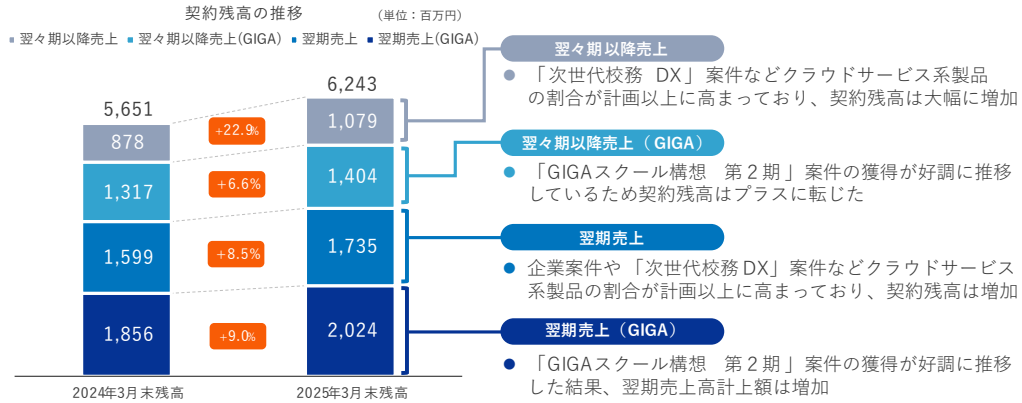 契約残高の推移
(単位：百万円)
翌々期以降売上 翌々期以降売上(GIGA) 翌期売上 翌期売上(GIGA)
5,651
878
1,317
1,599
1,856
2024年3月末残高
+22.9%
+6.6%
+8.5%
+9.0%
6,243
1,079
1,404
1,735
2,024
2025年3月末残高
翌々期以降売上
「次世代校務 DX」案件などクラウドサービス系製品
の割合が計画以上に高まっており、契約残高は大幅に増加
翌々期以降売上（GIGA）
「GIGAスクール構想 第２期」案件の獲得が好調に推移
しているため契約残高はプラスに転じた
翌期売上
企業案件や「次世代校務DX」案件などクラウドサービス
系製品の割合が計画以上に高まっており、契約残高は増加
翌期売上（GIGA）
「GIGAスクール構想 第２期」案件の獲得が好調に推移
した結果、翌期売上高計上額は増加